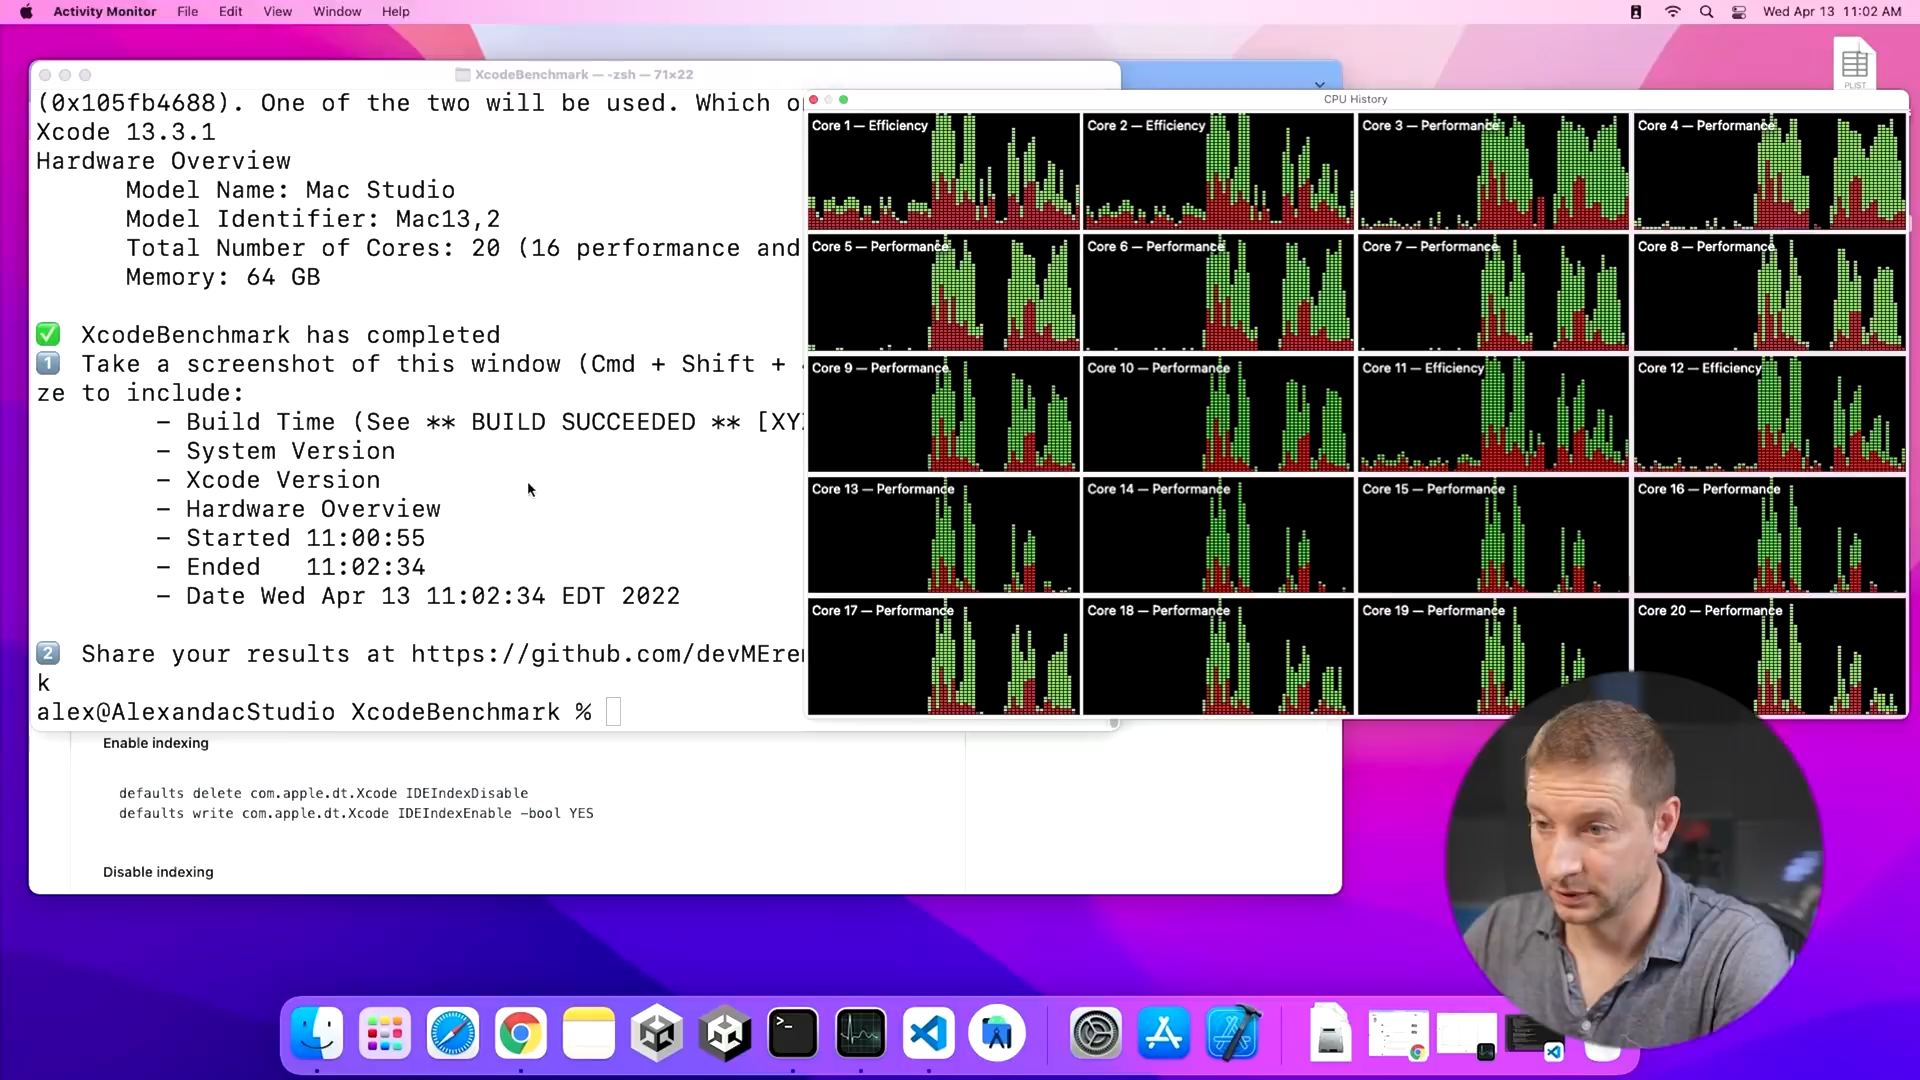 Activity Monitor File Edit View Window Help
Wed Apr 13 11:02 AM
XcodeBenchmark — -zsh — 71×22
PLIST
(0x105fb4688). One of the two will be used. Which
Xcode 13.3.1
Hardware Overview
Model Name: Mac Studio
Model Identifier: Mac13,2
Total Number of Cores: 20 (16 performance and
Memory: 64 GB
✅ XcodeBenchmark has completed
1️⃣ Take a screenshot of this window (Cmd + Shift +
ze to include:
- Build Time (See ** BUILD SUCCEEDED ** [XY
- System Version
- Xcode Version
- Hardware Overview
- Started 11:00:55
- Ended 11:02:34
- Date Wed Apr 13 11:02:34 EDT 2022
2️⃣ Share your results at https://github.com/devMEre
k
alex@AlexandacStudio XcodeBenchmark %
CPU History
Core 1 — Efficiency
Core 2 — Efficiency
Core 3 — Performance
Core 4 — Performance
Core 5 — Performance
Core 6 — Performance
Core 7 — Performance
Core 8 — Performance
Core 9 — Performance
Core 10 — Performance
Core 11 — Efficiency
Core 12 — Efficiency
Core 13 — Performance
Core 14 — Performance
Core 15 — Performance
Core 16 — Performance
Core 17 — Performance
Core 18 — Performance
Core 19 — Performance
Core 20 — Performance
Enable indexing
defaults delete com.apple.dt.Xcode IDEIndexDisable
defaults write com.apple.dt.Xcode IDEIndexEnable -bool YES
Disable indexing